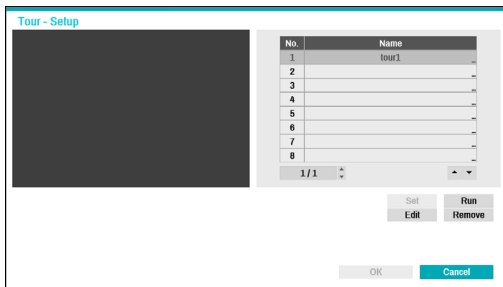 Tour - Setup
No. Name
1 tour1 ...
2 ...
3 ...
4 ...
5 ...
6 ...
7 ...
8 ...
1 / 1
Set Run
Edit Remove
OK Cancel